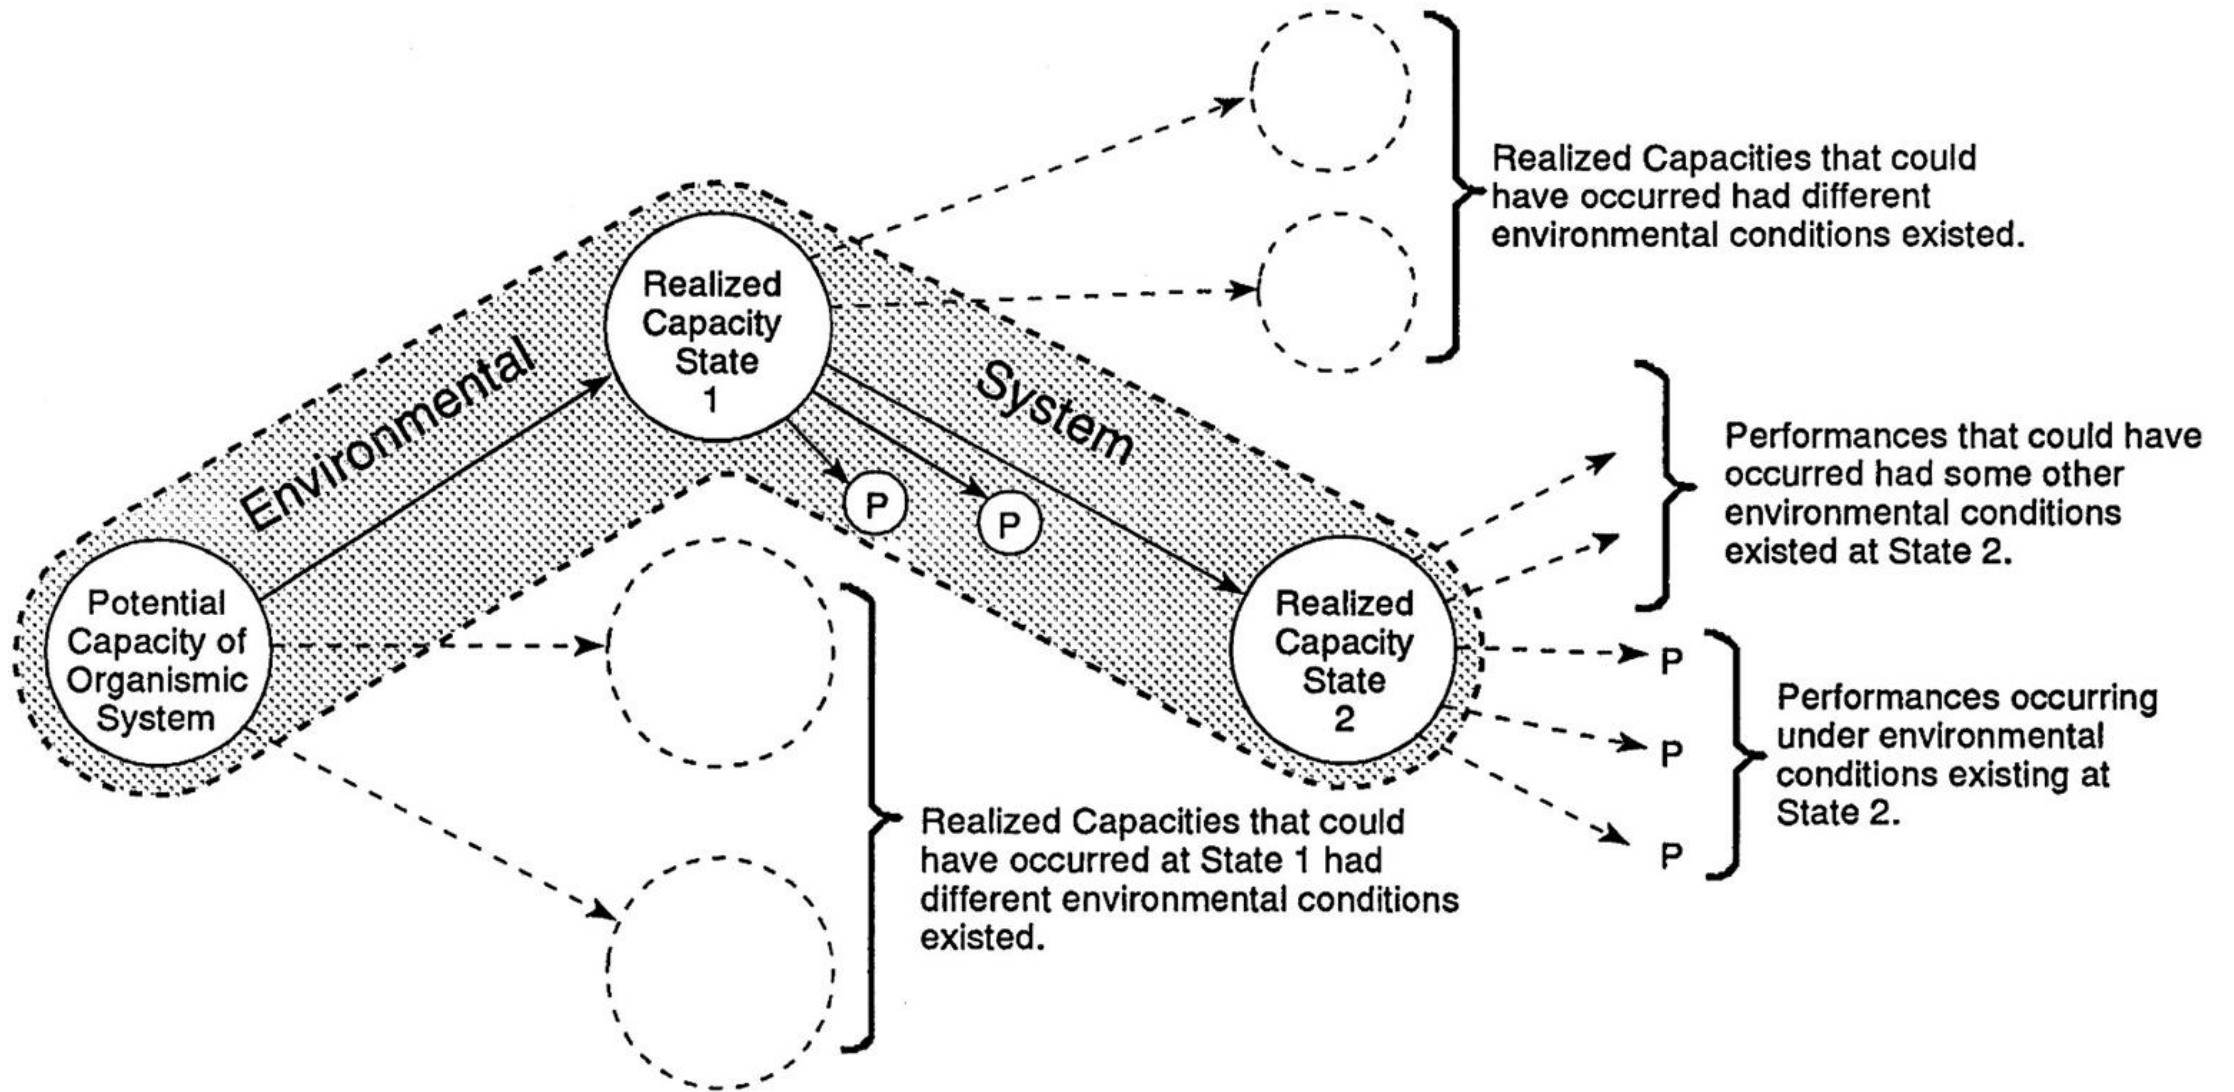 Environmental
System
Potential
Capacity of
Organismic
System
Realized
Capacity
State
1
P
P
Realized
Capacity
State
2
Realized Capacities that could
have occurred had different
environmental conditions existed.
Performances that could have
occurred had some other
environmental conditions
existed at State 2.
P
P
P
Performances occurring
under environmental
conditions existing at
State 2.
Realized Capacities that could
have occurred at State 1 had
different environmental conditions
existed.